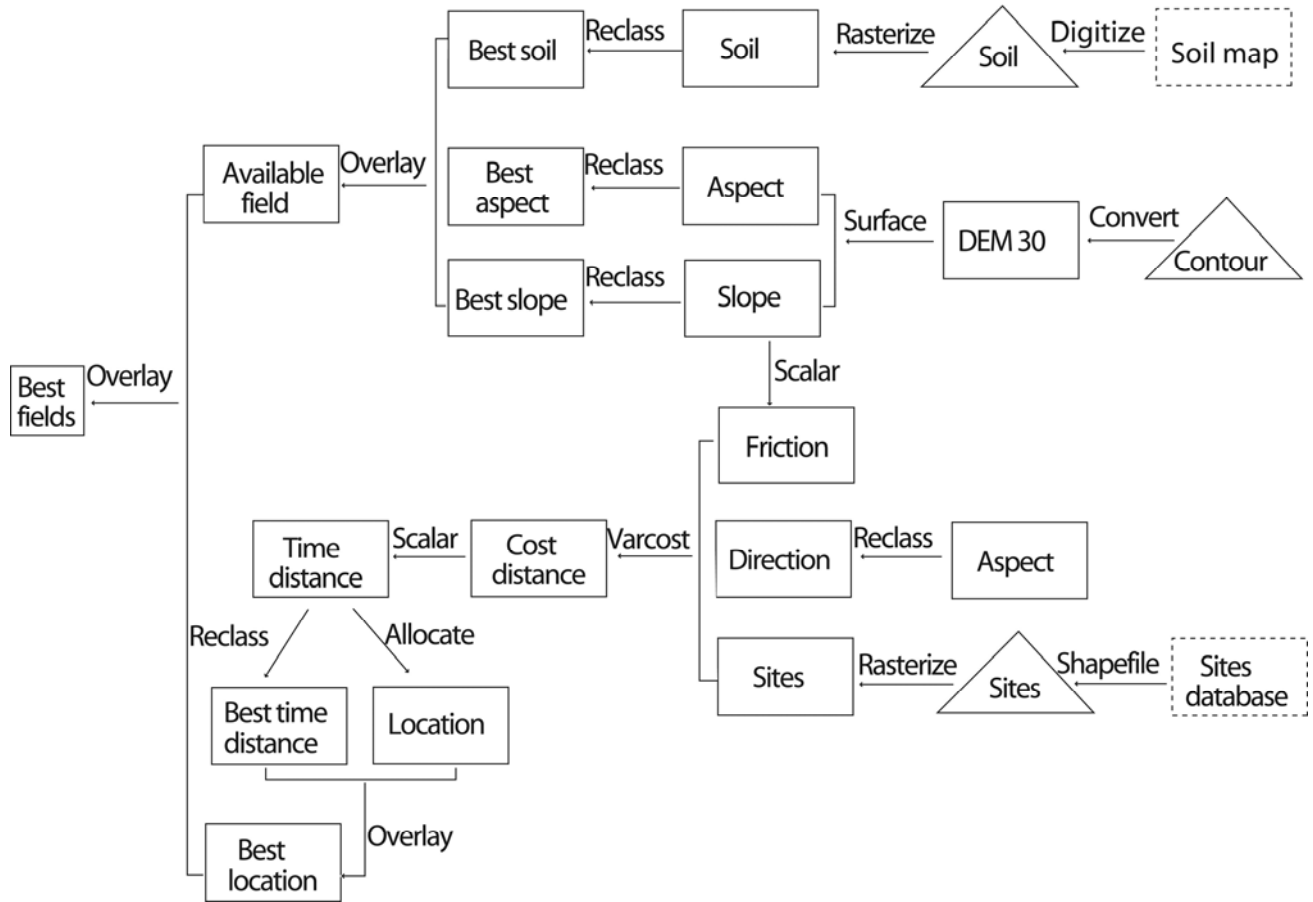 Best soil
Reclass
Soil
Rasterize
Soil
Digitize
Soil map
Available
field
Overlay
Best
aspect
Reclass
Aspect
Surface
DEM 30
Convert
Contour
Best slope
Reclass
Slope
Best
fields
Overlay
Scalar
Friction
Time
distance
Scalar
Cost
distance
Varcost
Direction
Reclass
Aspect
Reclass
Allocate
Sites
Rasterize
Sites
Shapefile
Sites
database
Best time
distance
Location
Overlay
Best
location